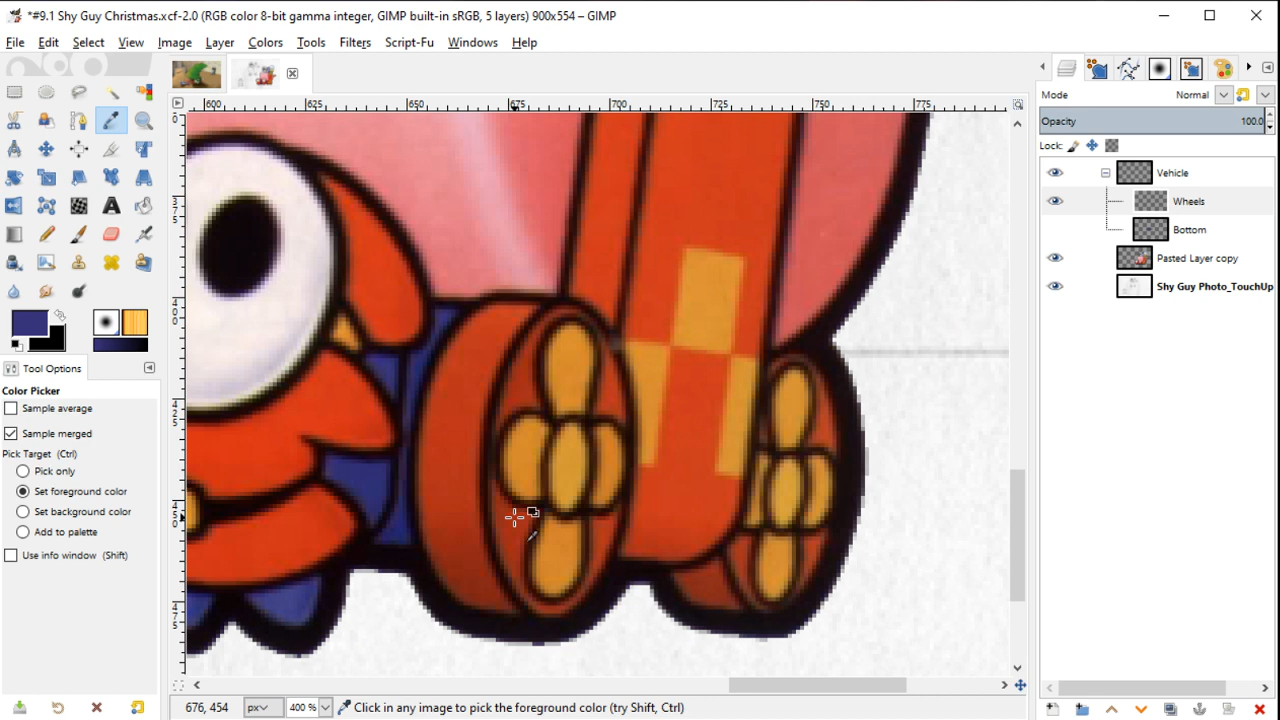 *#9.1 Shy Guy Christmas.xcf-2.0 (RGB color 8-bit gamma integer, GIMP built-in sRGB, 5 layers) 900x554 – GIMP
File Edit Select View Image Layer Colors Tools Filters Script-Fu Windows Help
600 625 650 675 700 725 750 775
Mode Normal
Opacity 100.0
Lock:
Vehicle
Wheels
Bottom
Pasted Layer copy
Shy Guy Photo_TouchUp
375
400
425
450
475
Tool Options
Color Picker
Sample average
Sample merged
Pick Target (Ctrl)
Pick only
Set foreground color
Set background color
Add to palette
Use info window (Shift)
676, 454 px 400 % Click in any image to pick the foreground color (try Shift, Ctrl)